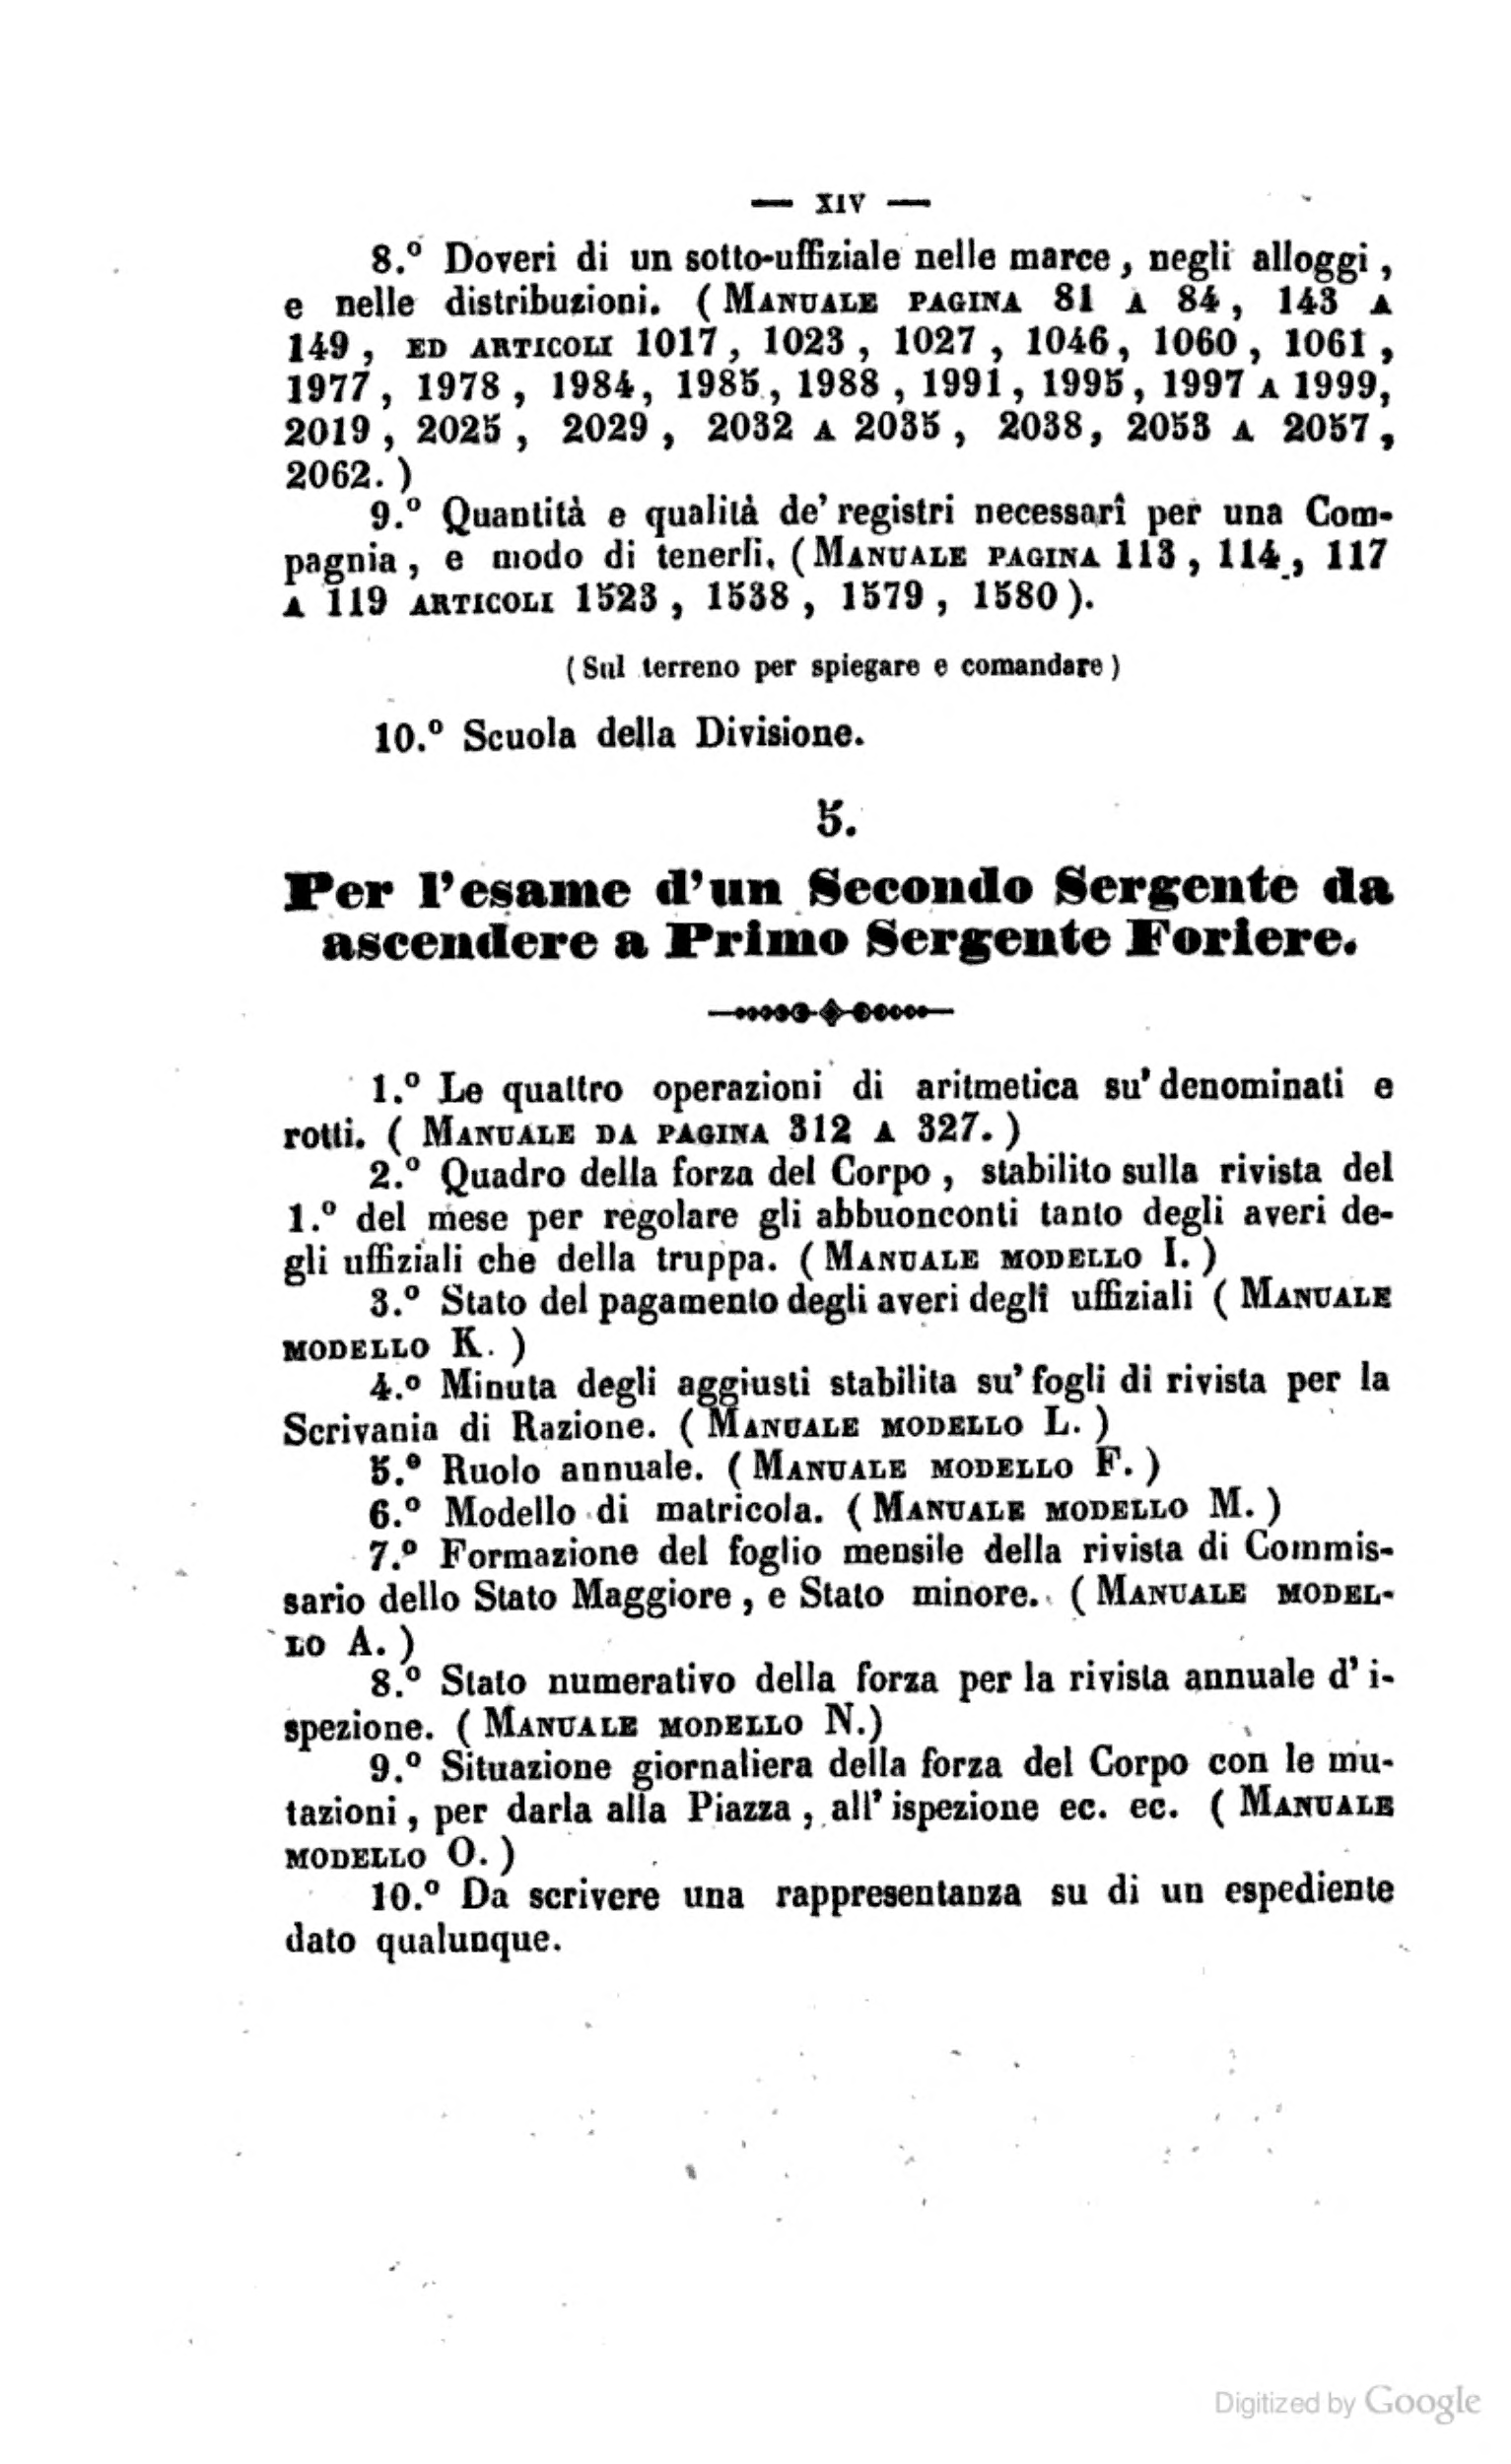 — XIV —
8.º Doveri di un sotto-uffiziale nelle marce, negli alloggi,
e nelle distribuzioni. (MANUALE PAGINA 81 A 84, 143 A
149, ED ARTICOLI 1017, 1023, 1027, 1046, 1060, 1061,
1977, 1978, 1984, 1985, 1988, 1991, 1995, 1997 A 1999,
2019, 2025, 2029, 2032 A 2035, 2038, 2053 A 2057,
2062.)
9.º Quantità e qualità de' registri necessarî per una Com-
pagnia, e modo di tenerli. (MANUALE PAGINA 113, 114, 117
A 119 ARTICOLI 1523, 1538, 1579, 1580).
(Sul terreno per spiegare e comandare)
10.º Scuola della Divisione.
5.
Per l'esame d'un Secondo Sergente da
ascendere a Primo Sergente Foriere.
1.º Le quattro operazioni di aritmetica su' denominati e
rotti. (MANUALE DA PAGINA 312 A 327.)
2.º Quadro della forza del Corpo, stabilito sulla rivista del
1.º del mese per regolare gli abbuonconti tanto degli averi de-
gli uffiziali che della truppa. (MANUALE MODELLO I.)
3.º Stato del pagamento degli averi degli uffiziali (MANUALE
MODELLO K.)
4.º Minuta degli aggiusti stabilita su' fogli di rivista per la
Scrivania di Razione. (MANUALE MODELLO L.)
5.º Ruolo annuale. (MANUALE MODELLO F.)
6.º Modello di matricola. (MANUALE MODELLO M.)
7.º Formazione del foglio mensile della rivista di Commis-
sario dello Stato Maggiore, e Stato minore. (MANUALE MODEL-
LO A.)
8.º Stato numerativo della forza per la rivista annuale d' i-
spezione. (MANUALE MODELLO N.)
9.º Situazione giornaliera della forza del Corpo con le mu-
tazioni, per darla alla Piazza, all' ispezione ec. ec. (MANUALE
MODELLO O.)
10.º Da scrivere una rappresentanza su di un espediente
dato qualunque.
Digitized by Google